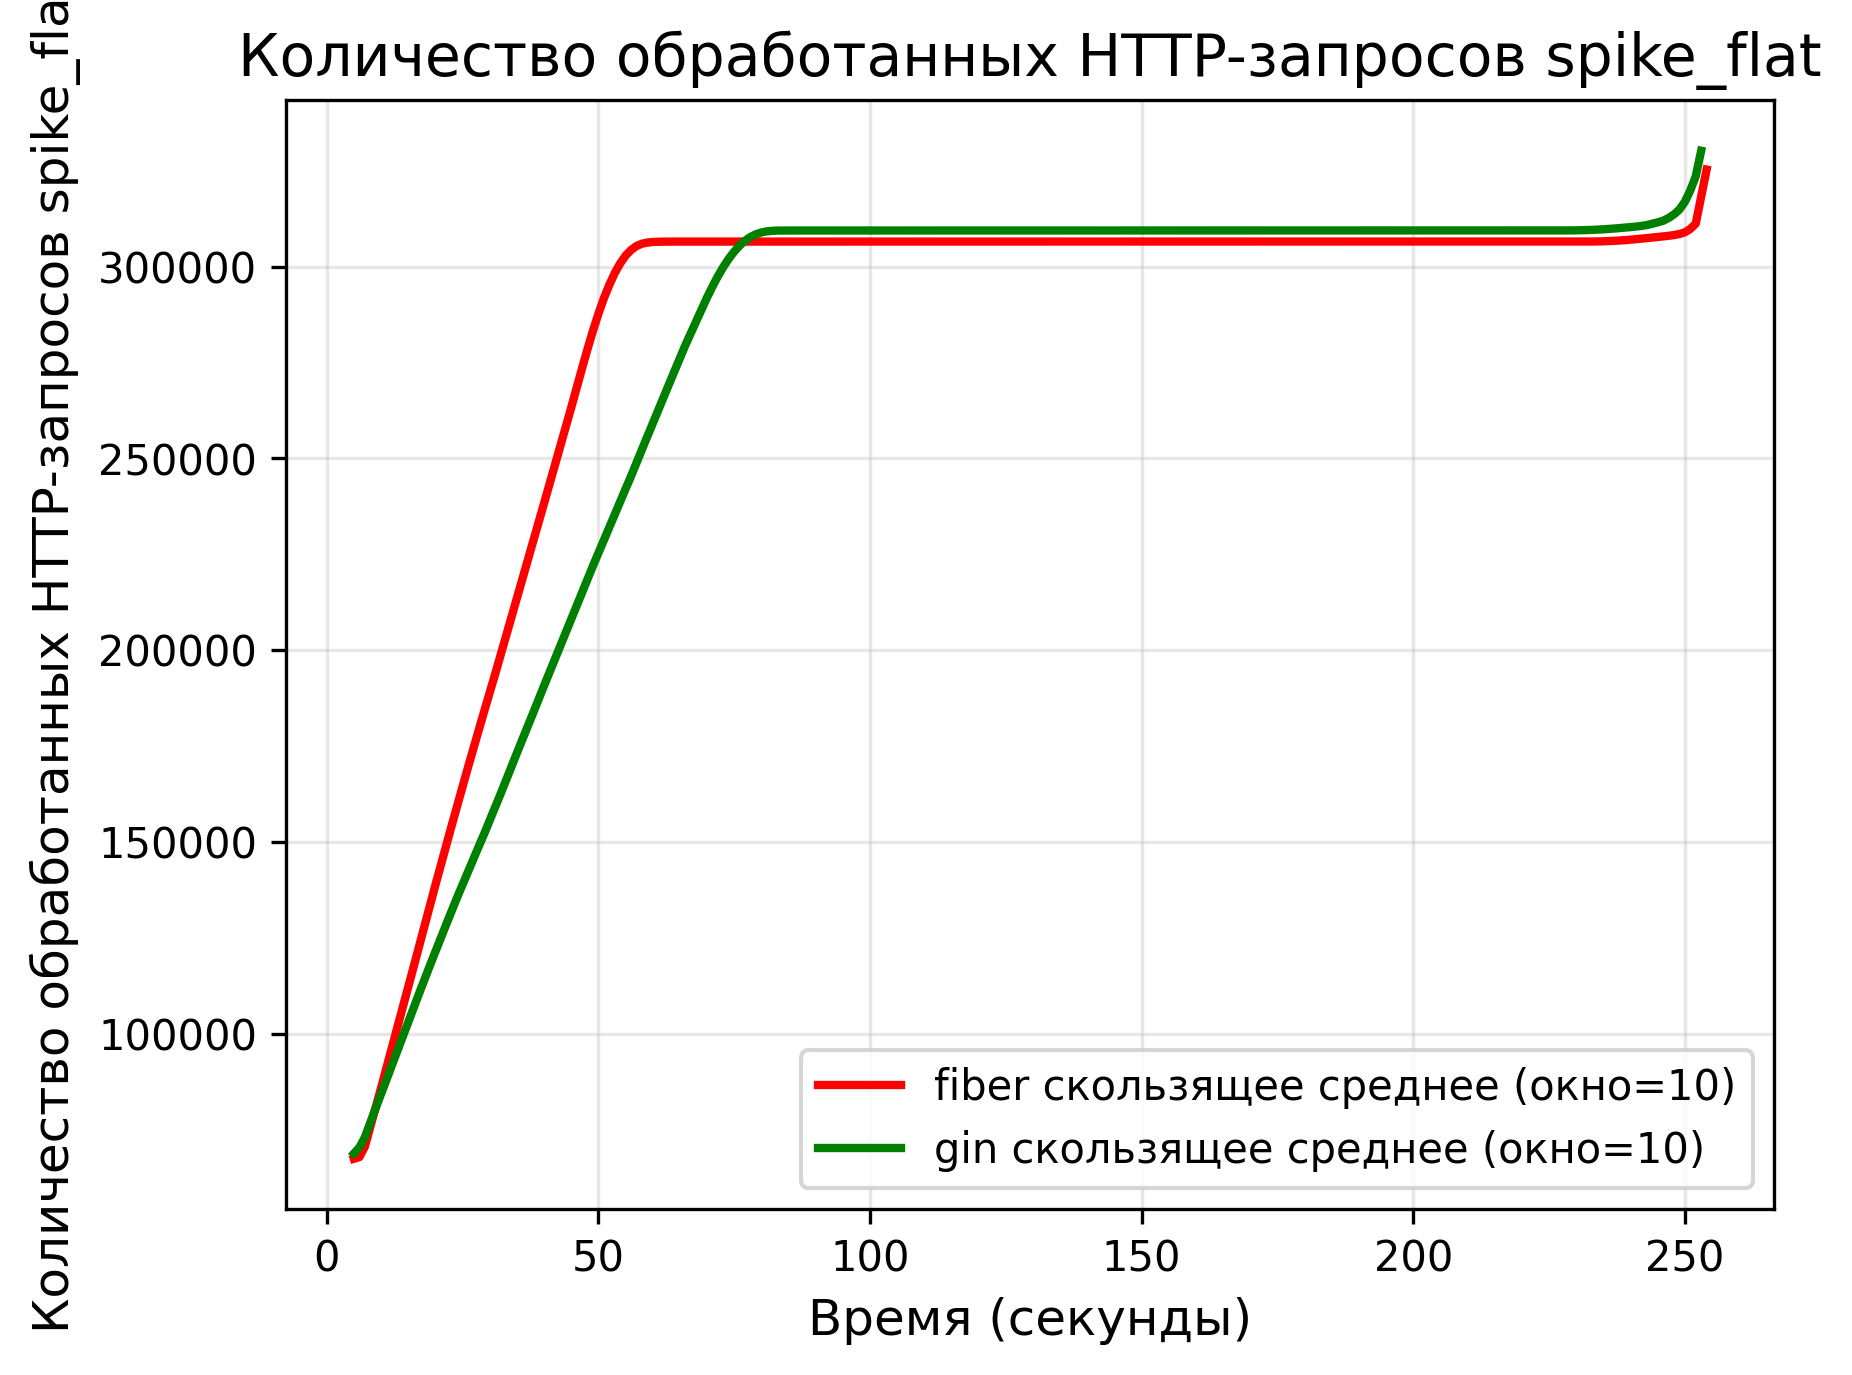 Количество обработанных HTTP-запросов spike_flat
Количество обработанных HTTP-запросов spike_fla
300000
250000
200000
150000
100000
fiber скользящее среднее (окно=10)
gin скользящее среднее (окно=10)
0 50 100 150 200 250
Время (секунды)